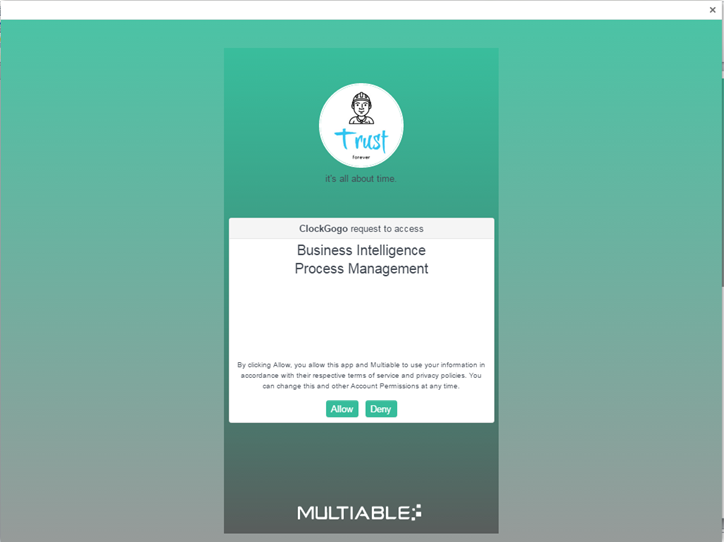 Trust
Forever
it's all about time.
ClockGogo request to access
Business Intelligence
Process Management
By clicking Allow, you allow this app and Multiable to use your information in
accordance with their respective terms of service and privacy policies. You
can change this and other Account Permissions at any time.
Allow Deny
MULTIABLE